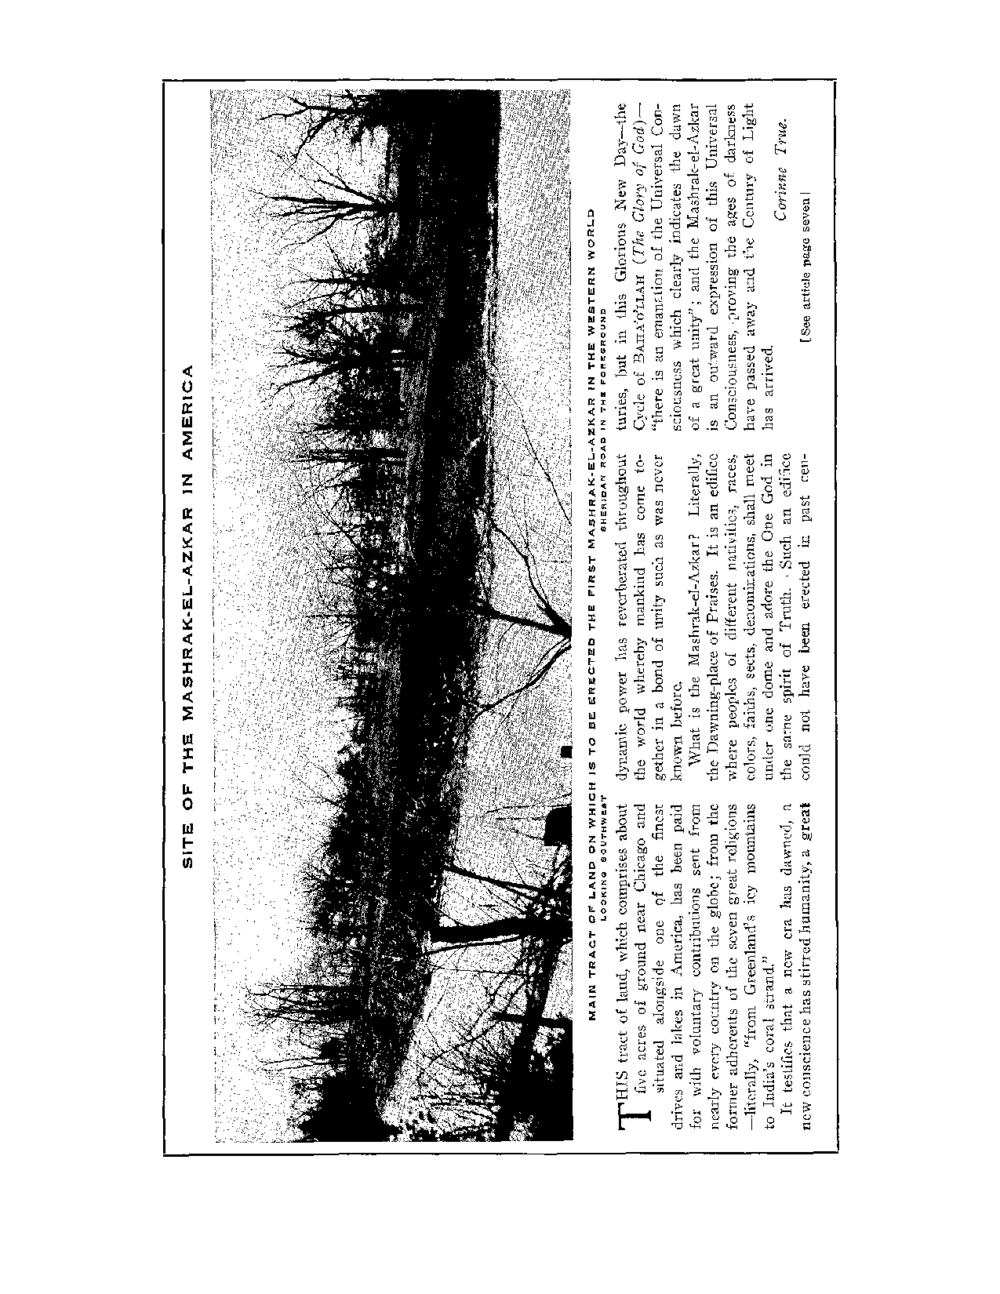 SITE OF THE MASHRAK-EL-AZKAR IN AMERICA
MAIN TRACT OF LAND ON WHICH IS TO BE ERECTED THE FIRST MASHRAK-EL-AZKAR IN THE WESTERN WORLD
LOOKING SOUTHWEST
SHERIDAN ROAD IN THE FOREGROUND
THIS tract of land, which comprises about
five acres of ground near Chicago and
situated alongside one of the finest
drives and lakes in America, has been paid
for with voluntary contributions sent from
nearly every country on the globe; from the
former adherents of the seven great religions
—literally, "from Greenland's icy mountains
to India's coral strand."
It testifies that a new era has dawned, a
new conscience has stirred humanity, a great
dynamic power has reverberated throughout
the world whereby mankind has come to-
gether in a bond of unity such as was never
known before.
What is the Mashrak-el-Azkar? Literally,
the Dawning-place of Praises. It is an edifice
where peoples of different nativities, races,
colors, faiths, sects, denominations, shall meet
under one dome and adore the One God in
the same spirit of Truth. Such an edifice
could not have been erected in past cen-
turies, but in this Glorious New Day—the
Cycle of BAHA'O'LLAH (The Glory of God)—
"there is an emanation of the Universal Con-
sciousness which clearly indicates the dawn
of a great unity"; and the Mashrak-el-Azkar
is an outward expression of this Universal
Consciousness, proving the ages of darkness
have passed away and the Century of Light
has arrived.
Corinne True.
[See article page seven]